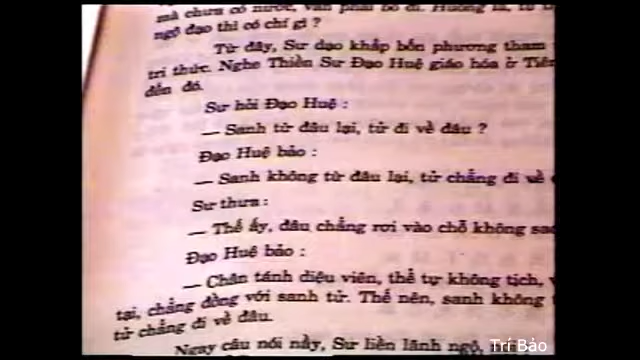 mà chưa có nước, vẫn phải bỏ đi. Huống là, từ
ngộ đạo thì có chí gì ?
Từ đây, Sư dạo khắp bốn phương tham
tri thức. Nghe Thiền Sư Đạo Huệ giáo hóa ở Tiên
đến đó.
Sư hỏi Đạo Huệ :
— Sanh từ đâu lại, tử đi về đâu ?
Đạo Huệ bảo :
— Sanh không từ đâu lại, tử chẳng đi về
Sư thưa :
— Thế ấy, đâu chẳng rơi vào chỗ không sao
Đạo Huệ bảo :
— Chân tánh diệu viên, thể tự không tịch,
tại, chẳng đồng với sanh tử. Thế nên, sanh không
tử chẳng đi về đâu.
Ngay câu nói nầy, Sư liền lãnh ngộ,
Trí Bảo